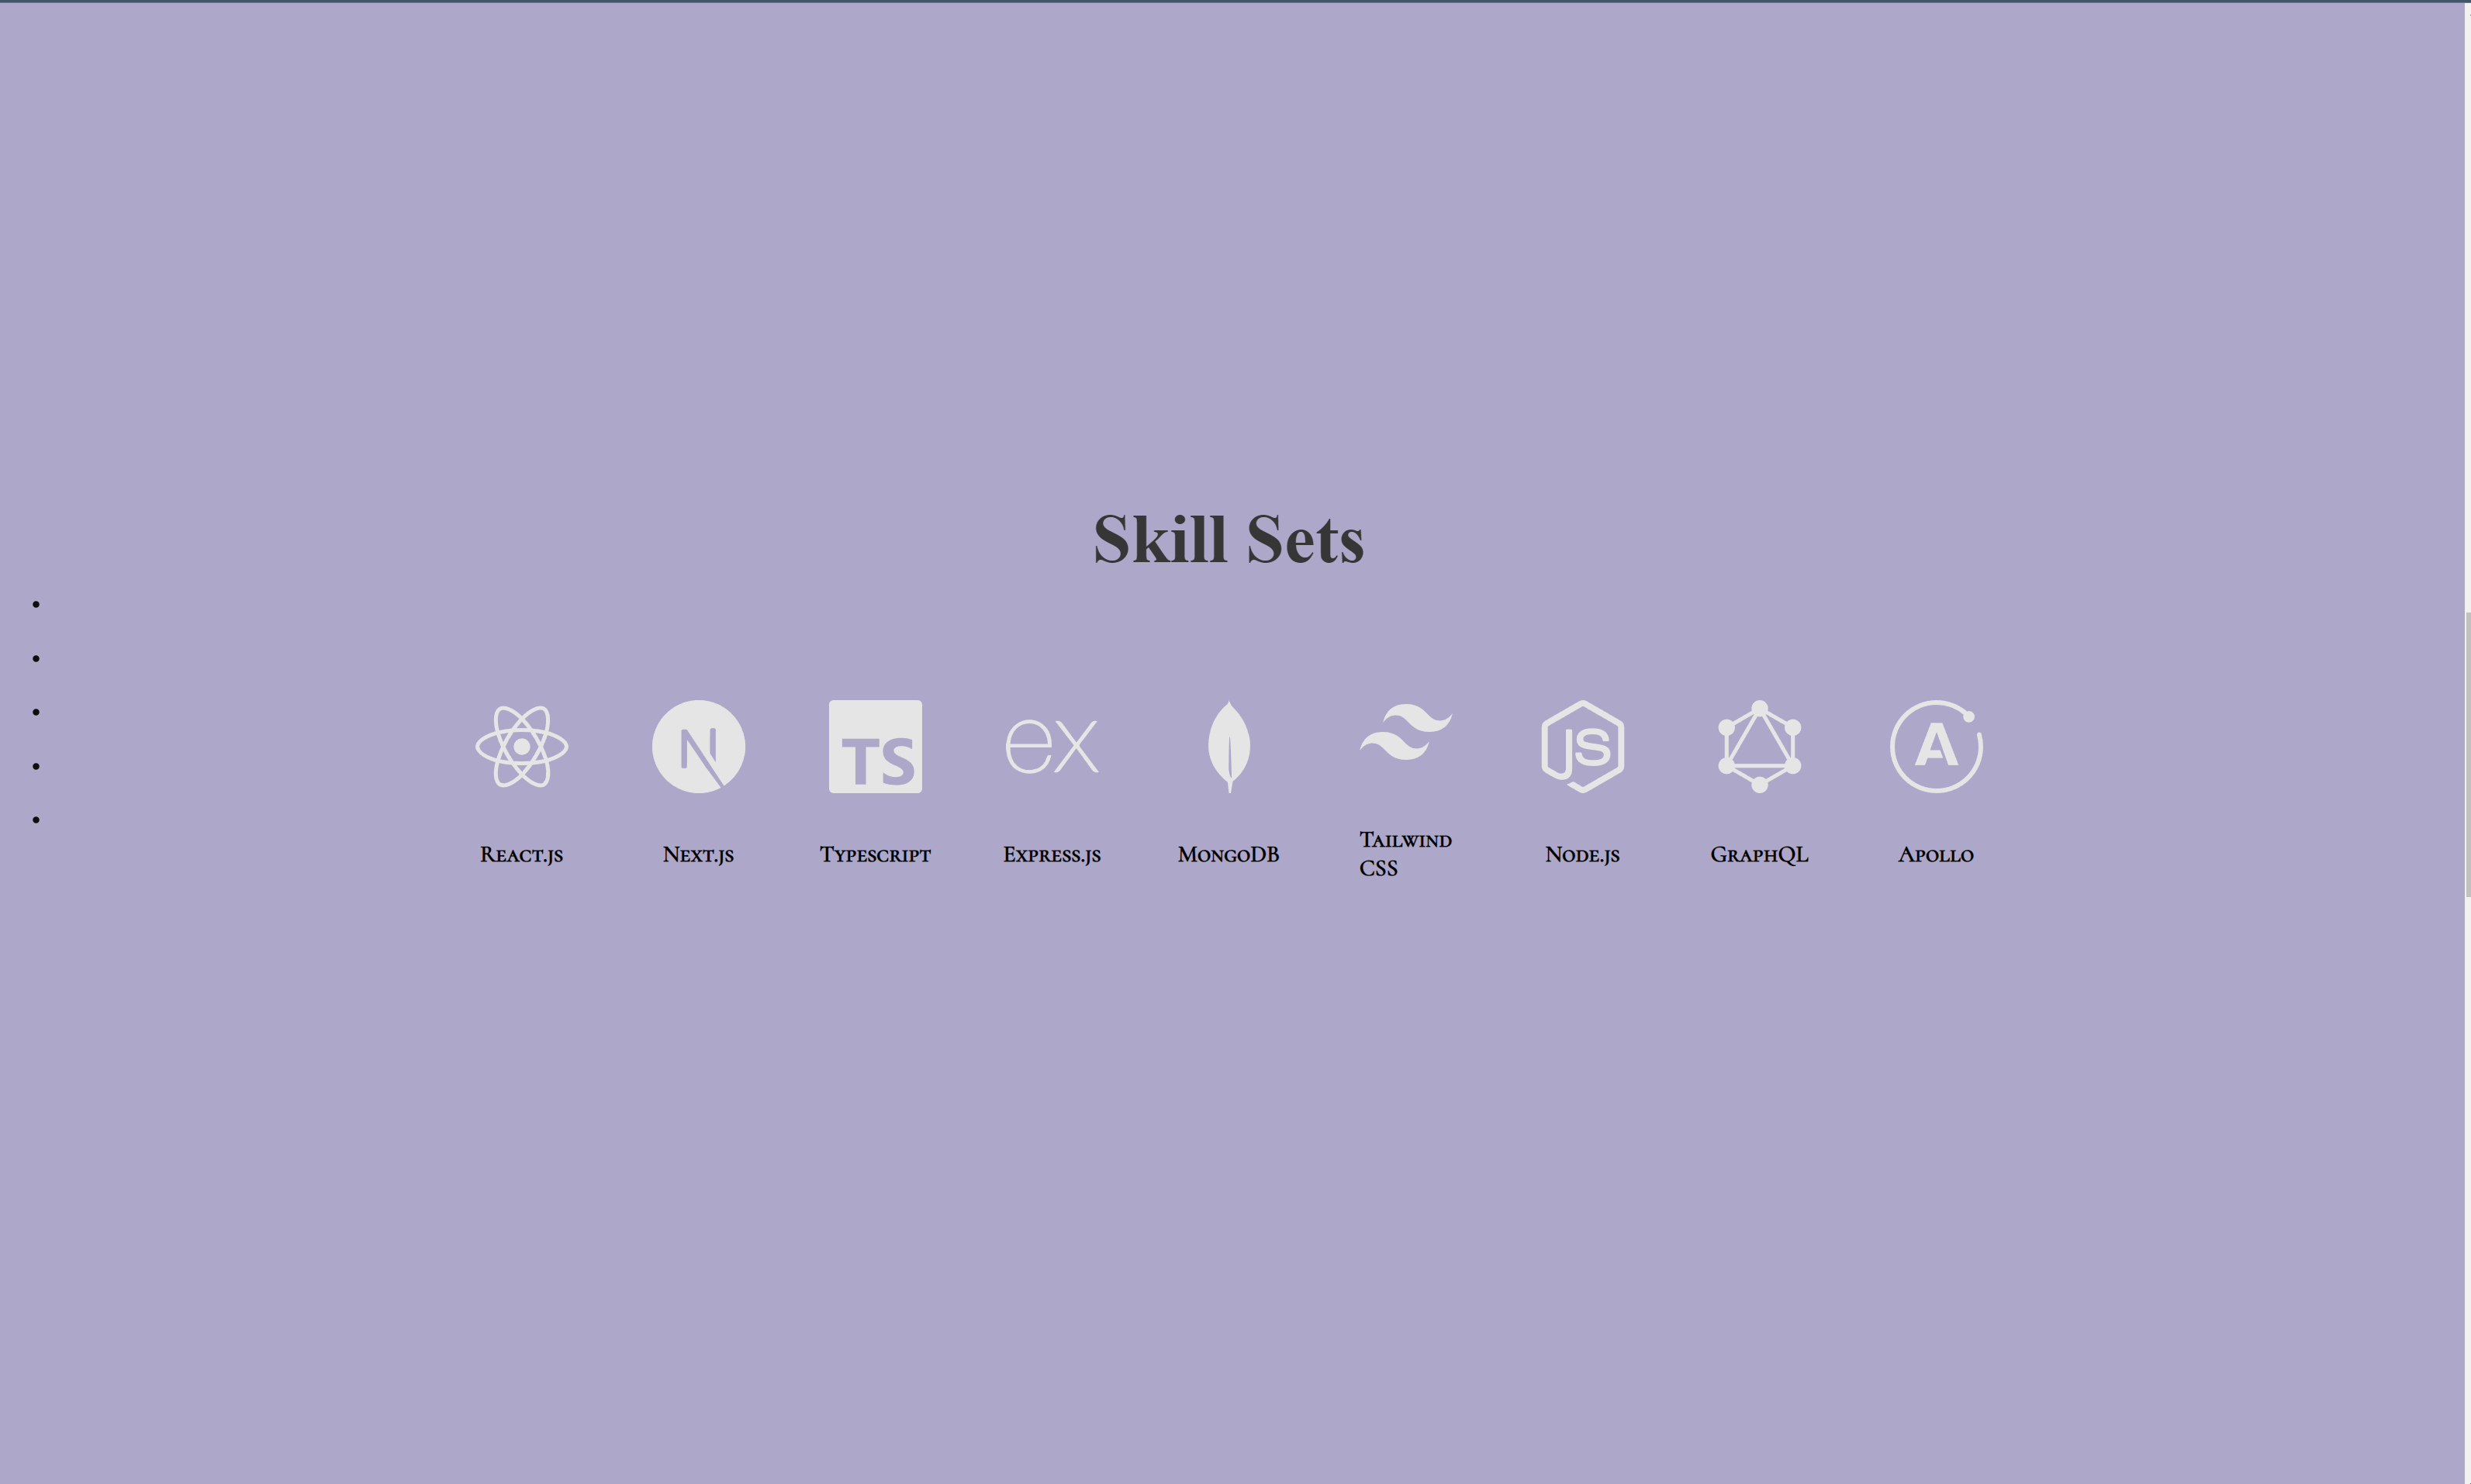 Skill Sets
N
TS
ex
JS
A
React.js
Next.js
Typescript
Express.js
MongoDB
Tailwind
CSS
Node.js
GraphQL
Apollo